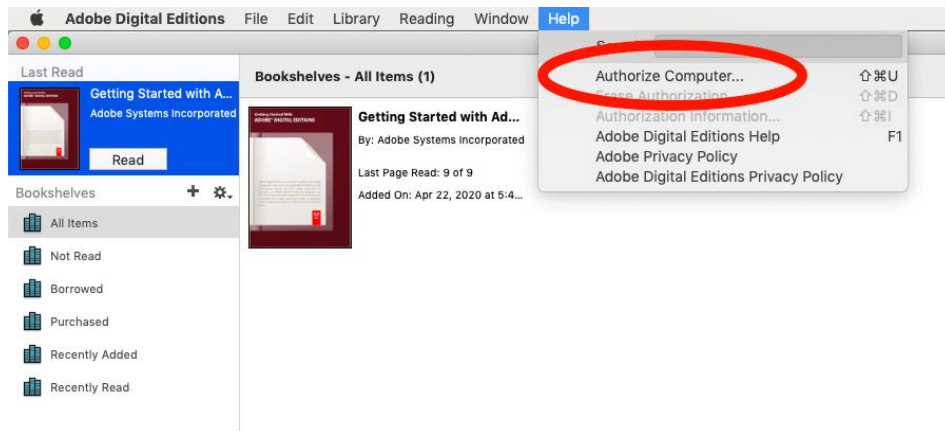 Adobe Digital Editions File Edit Library Reading Window Help
Last Read
Getting Started with A...
Adobe Systems Incorporated
Read
Bookshelves
All Items
Not Read
Borrowed
Purchased
Recently Added
Recently Read
Bookshelves - All Items (1)
Getting Started with Ad...
By: Adobe Systems Incorporated
Last Page Read: 9 of 9
Added On: Apr 22, 2020 at 5:4...
Authorize Computer... ⇧⌘U
Erase Authorization... ⇧⌘D
Authorization Information... ⇧⌘I
Adobe Digital Editions Help F1
Adobe Privacy Policy
Adobe Digital Editions Privacy Policy